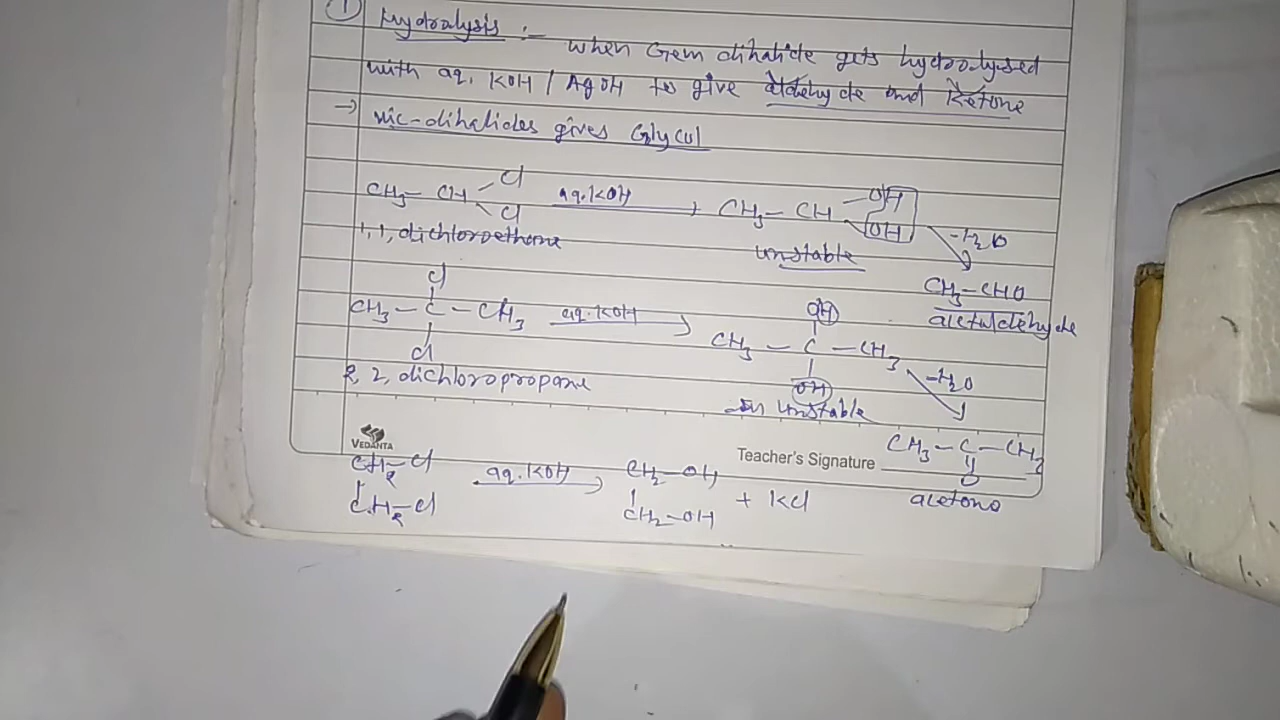 ① Hydrolysis :- when Gem dihalide gets hydrolysed
with aq. KOH / AgOH to give aldehyde and Ketone
→ vic-dihalides gives Glycol
CH₃ - CH - Cl aq.KOH → CH₃ - CH - OH
Cl OH -H₂O
1,1, dichloroethane unstable
CH₃-CHO
acetaldehyde
Cl OH
CH₃ - C - CH₃ aq.KOH → CH₃ - C - CH₃
Cl OH -H₂O
2, 2, dichloropropane unstable
CH₃ - C - CH₃
O
acetone
VEDANTA
Teacher's Signature
CH₂-Cl aq.KOH → CH₂-OH + KCl
CH₂-Cl CH₂-OH